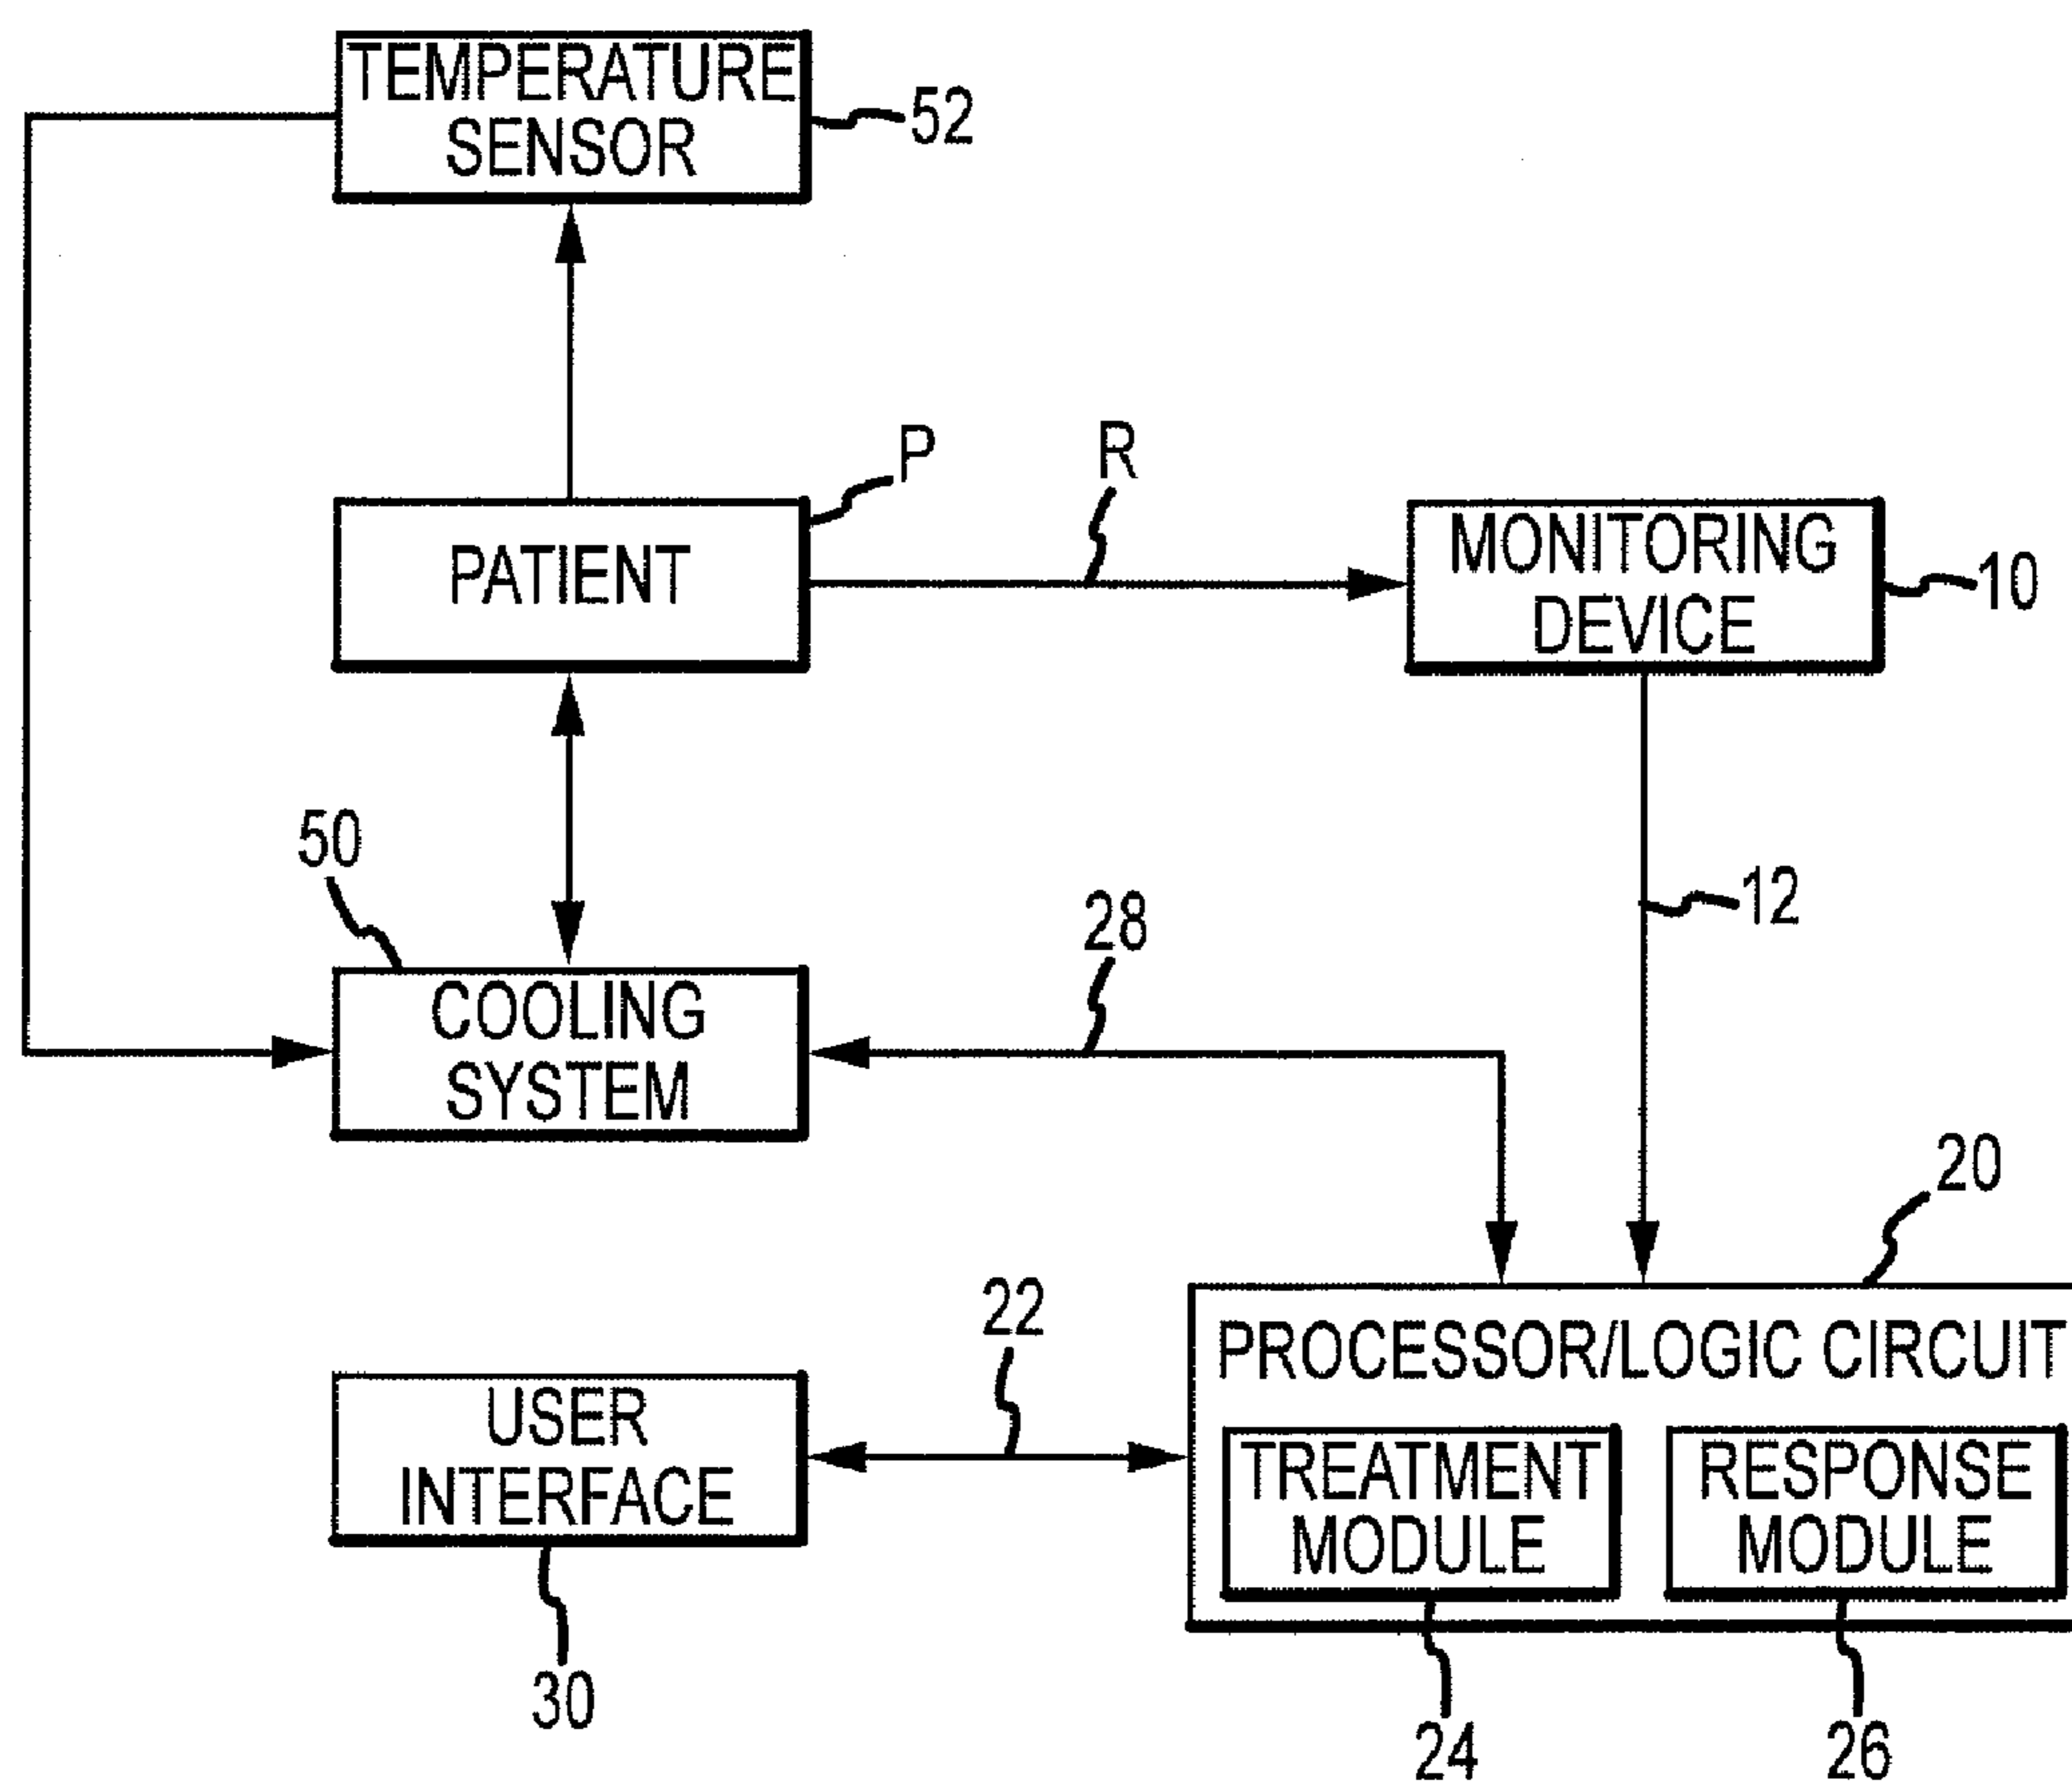 TEMPERATURE
SENSOR
52
P
R
PATIENT
MONITORING
DEVICE
10
50
28
12
COOLING
SYSTEM
20
22
PROCESSOR/LOGIC CIRCUIT
USER
INTERFACE
TREATMENT
MODULE
RESPONSE
MODULE
30
24
26